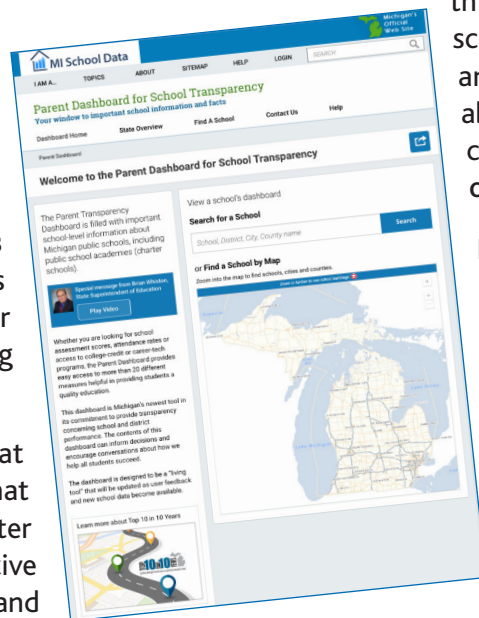 Michigan's
Official
Web Site
MI School Data
I AM A...
TOPICS
ABOUT
SITEMAP
HELP
LOGIN
SEARCH
Parent Dashboard for School Transparency
Your window to important school information and facts
Dashboard Home
State Overview
Find A School
Contact Us
Help
Parent Dashboard
Welcome to the Parent Dashboard for School Transparency
The Parent Transparency
Dashboard is filled with important
school-level information about
Michigan public schools, including
public school academies (charter
schools).
Special message from Brian Whiston,
State Superintendent of Education
Play Video
Whether you are looking for school
assessment scores, attendance rates or
access to college-credit or career-tech
programs, the Parent Dashboard provides
easy access to more than 20 different
measures helpful in providing students a
quality education.
This dashboard is Michigan's newest tool in
its commitment to provide transparency
concerning school and district
performance. The contents of this
dashboard can inform decisions and
encourage conversations about how we
help all students succeed.
The dashboard is designed to be a "living
tool" that will be updated as user feedback
and new school data become available.
Learn more about Top 10 in 10 Years
View a school's dashboard
Search for a School
School, District, City, County name
Search
or Find a School by Map
Zoom into the map to find schools, cities and counties.
Lake Michigan
and